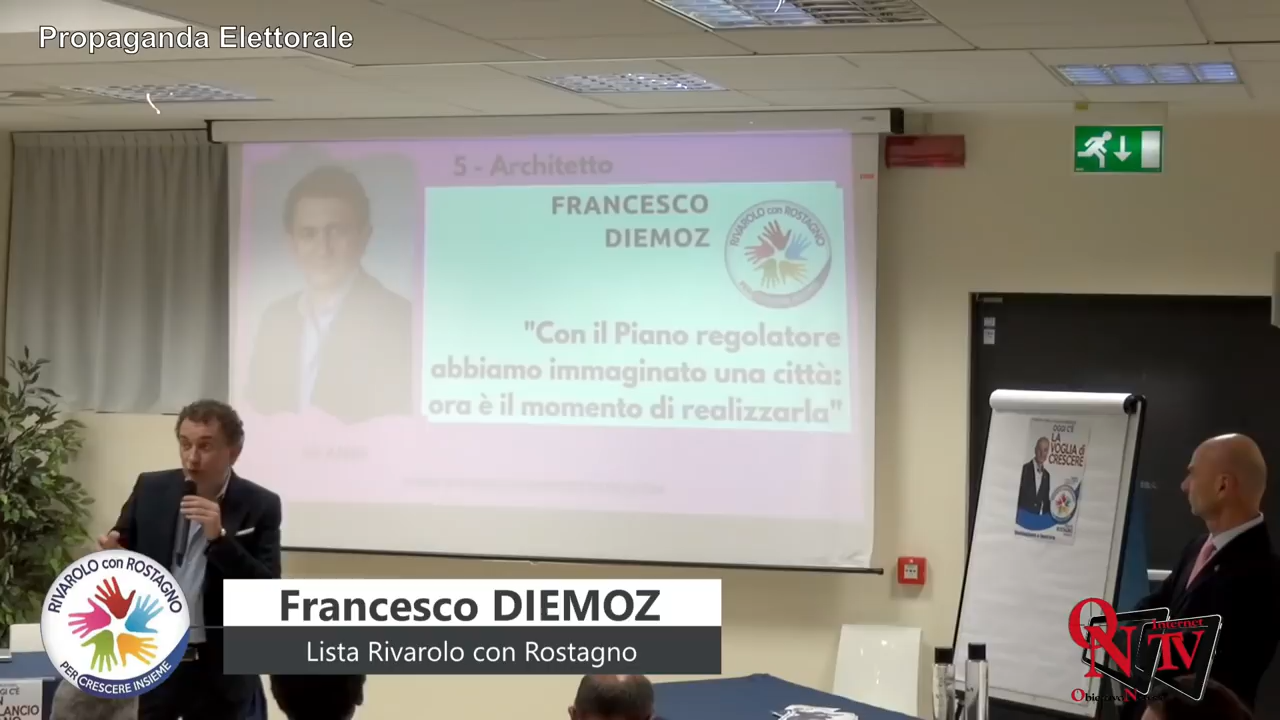 Propaganda Elettorale
5 - Architetto
FRANCESCO
DIEMOZ
RIVAROLO con ROSTAGNO
"Con il Piano regolatore
abbiamo immaginato una città:
ora è il momento di realizzarla"
OGGI C'È
LA
VOGLIA di
CRESCERE
RIVAROLO con ROSTAGNO
PER CRESCERE INSIEME
Francesco DIEMOZ
Lista Rivarolo con Rostagno
Internet
ONTV